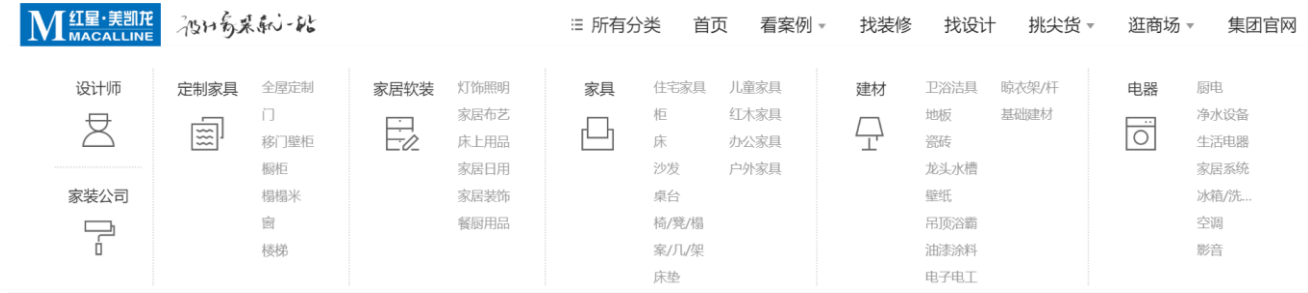 红星·美凯龙
MACALLINE
设计家装就一站
所有分类 首页 看案例 找装修 找设计 挑尖货 逛商场 集团官网
设计师
家装公司
定制家具
全屋定制
门
移门壁柜
橱柜
榻榻米
窗
楼梯
家居软装
灯饰照明
家居布艺
床上用品
家居日用
家居装饰
餐厨用品
家具
住宅家具
柜
床
沙发
桌台
椅/凳/榻
案/几/架
床垫
儿童家具
红木家具
办公家具
户外家具
建材
卫浴洁具
地板
瓷砖
龙头水槽
壁纸
吊顶浴霸
油漆涂料
电子电工
晾衣架/杆
基础建材
电器
厨电
净水设备
生活电器
家居系统
冰箱/洗...
空调
影音